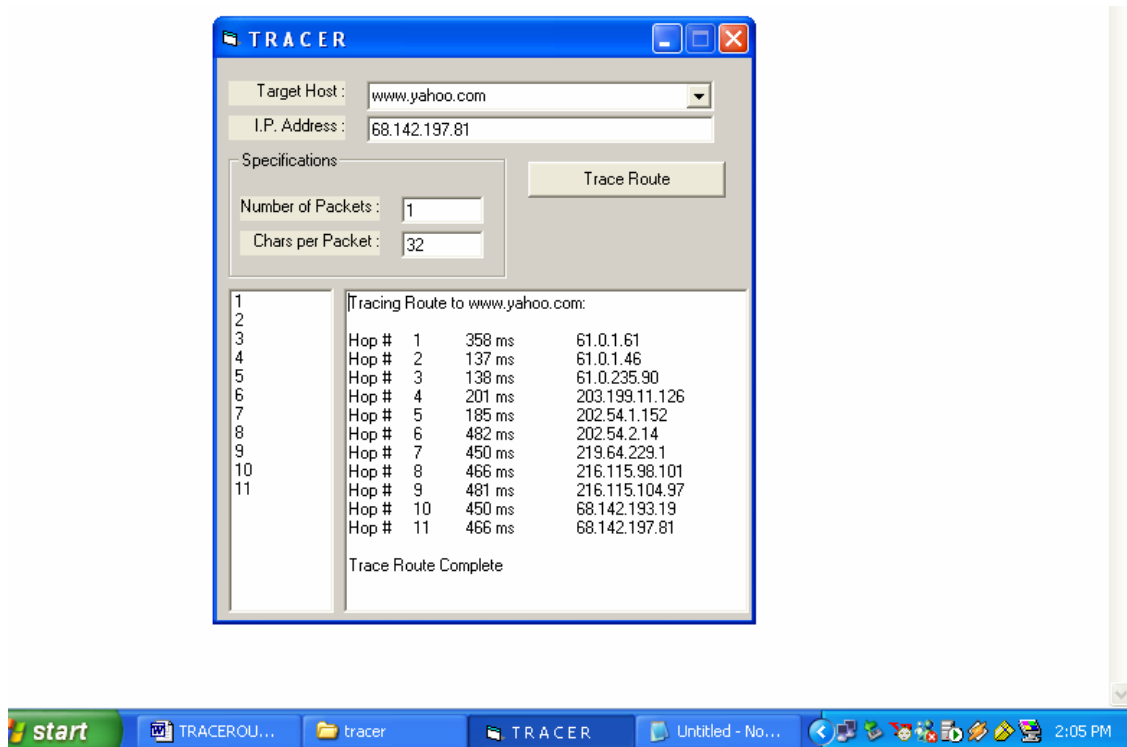 TRACER
Target Host :
www.yahoo.com
I.P. Address :
68.142.197.81
Specifications
Trace Route
Number of Packets :
1
Chars per Packet :
32
1
2
3
4
5
6
7
8
9
10
11
Tracing Route to www.yahoo.com:
Hop # 1 358 ms 61.0.1.61
Hop # 2 137 ms 61.0.1.46
Hop # 3 138 ms 61.0.235.90
Hop # 4 201 ms 203.199.11.126
Hop # 5 185 ms 202.54.1.152
Hop # 6 482 ms 202.54.2.14
Hop # 7 450 ms 219.64.229.1
Hop # 8 466 ms 216.115.98.101
Hop # 9 481 ms 216.115.104.97
Hop # 10 450 ms 68.142.193.19
Hop # 11 466 ms 68.142.197.81
Trace Route Complete
start TRACEROU... tracer TRACER Untitled - No... 2:05 PM